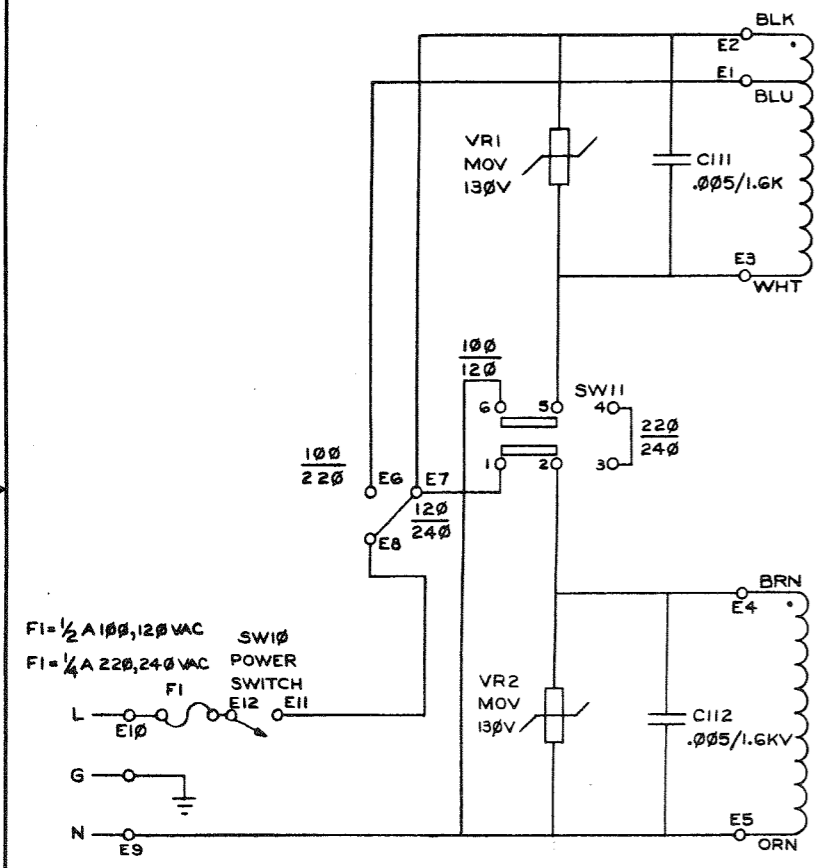 BLK
E2
E1
BLU
VR1
MOV
13ØV
C111
.ØØ5/1.6K
E3
WHT
1ØØ
12Ø
SW11
6
5
4
22Ø
24Ø
1
2
3
1ØØ
22Ø
E6
E7
12Ø
24Ø
E8
BRN
E4
F1=½ A 1ØØ,12Ø VAC
F1=¼ A 22Ø,24Ø VAC
SW1Ø
POWER
SWITCH
F1
E12
E11
L
E1Ø
VR2
MOV
13ØV
C112
.ØØ5/1.6KV
G
N
E9
E5
ORN